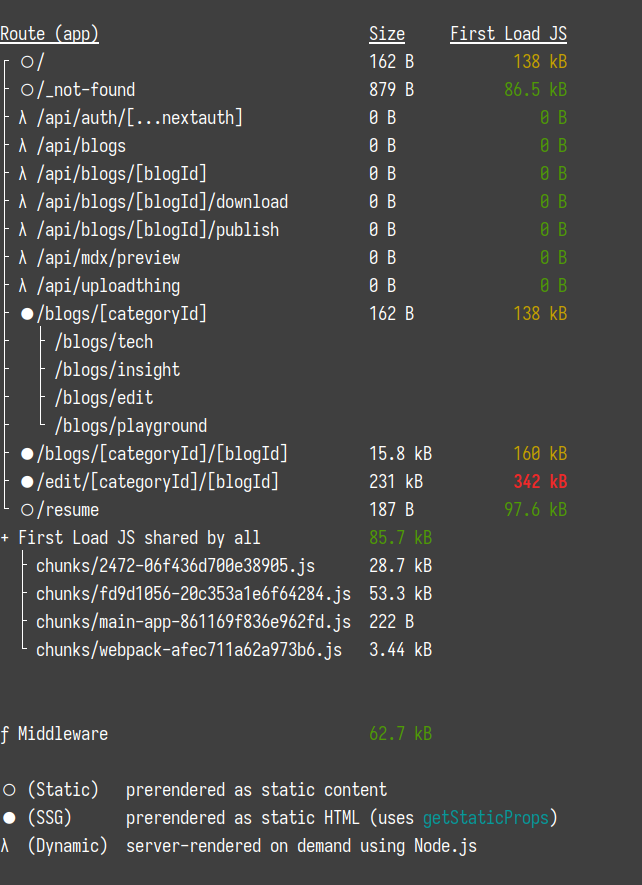 Route (app) Size First Load JS
┌ ○ / 162 B 138 kB
├ ○ /_not-found 879 B 86.5 kB
├ λ /api/auth/[...nextauth] 0 B 0 B
├ λ /api/blogs 0 B 0 B
├ λ /api/blogs/[blogId] 0 B 0 B
├ λ /api/blogs/[blogId]/download 0 B 0 B
├ λ /api/blogs/[blogId]/publish 0 B 0 B
├ λ /api/mdx/preview 0 B 0 B
├ λ /api/uploadthing 0 B 0 B
├ ● /blogs/[categoryId] 162 B 138 kB
├ ├ /blogs/tech
├ ├ /blogs/insight
├ ├ /blogs/edit
├ └ /blogs/playground
├ ● /blogs/[categoryId]/[blogId] 15.8 kB 160 kB
├ ● /edit/[categoryId]/[blogId] 231 kB 342 kB
└ ○ /resume 187 B 97.6 kB
+ First Load JS shared by all 85.7 kB
├ chunks/2472-06f436d700e38905.js 28.7 kB
├ chunks/fd9d1056-20c353a1e6f64284.js 53.3 kB
├ chunks/main-app-861169f836e962fd.js 222 B
└ chunks/webpack-afec711a62a973b6.js 3.44 kB
ƒ Middleware 62.7 kB
○ (Static) prerendered as static content
● (SSG) prerendered as static HTML (uses getStaticProps)
λ (Dynamic) server-rendered on demand using Node.js